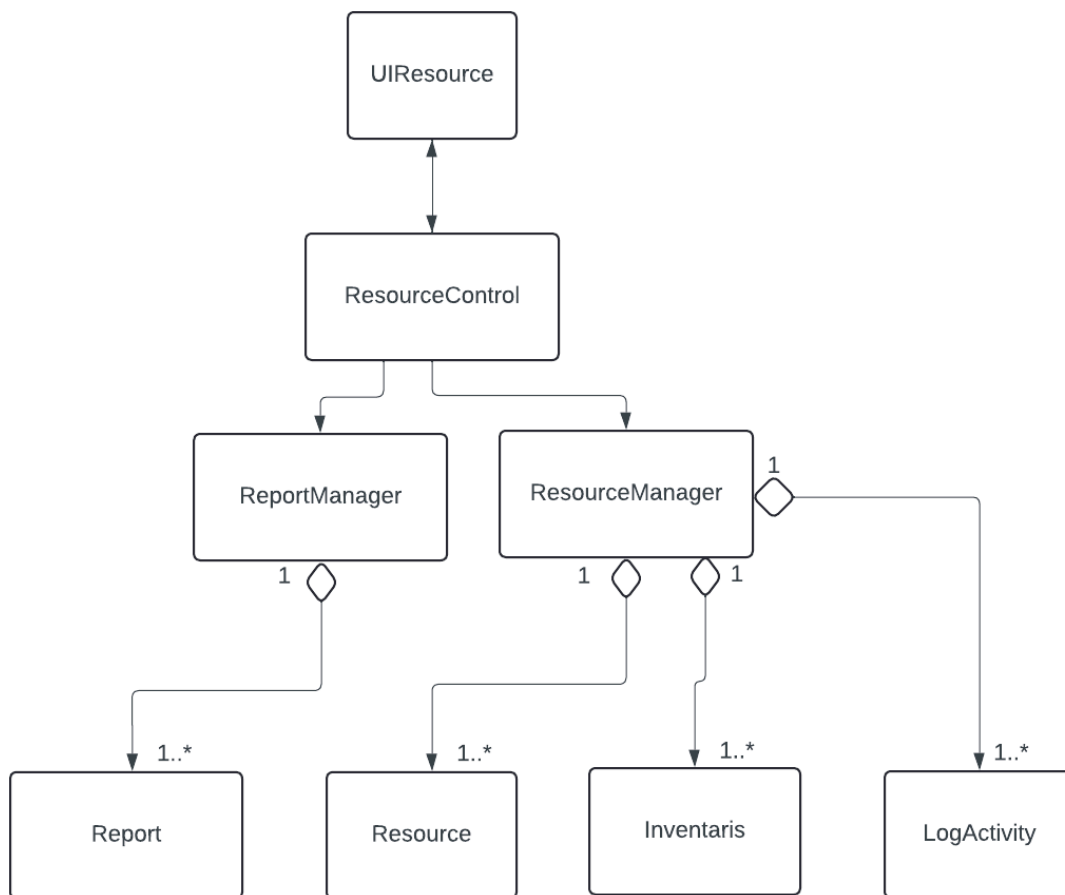 UIResource
ResourceControl
ReportManager
ResourceManager
1
1
1
1
1..*
1..*
1..*
1..*
Report
Resource
Inventaris
LogActivity